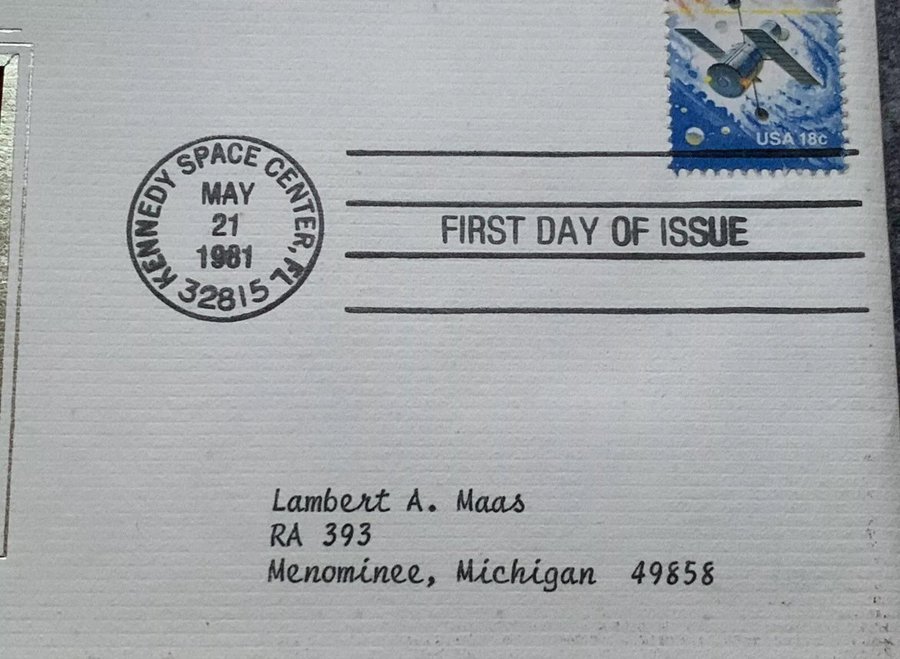 USA 18c
KENNEDY SPACE CENTER, FL 32815
MAY
21
1981
FIRST DAY OF ISSUE
Lambert A. Maas
RA 393
Menominee, Michigan 49858